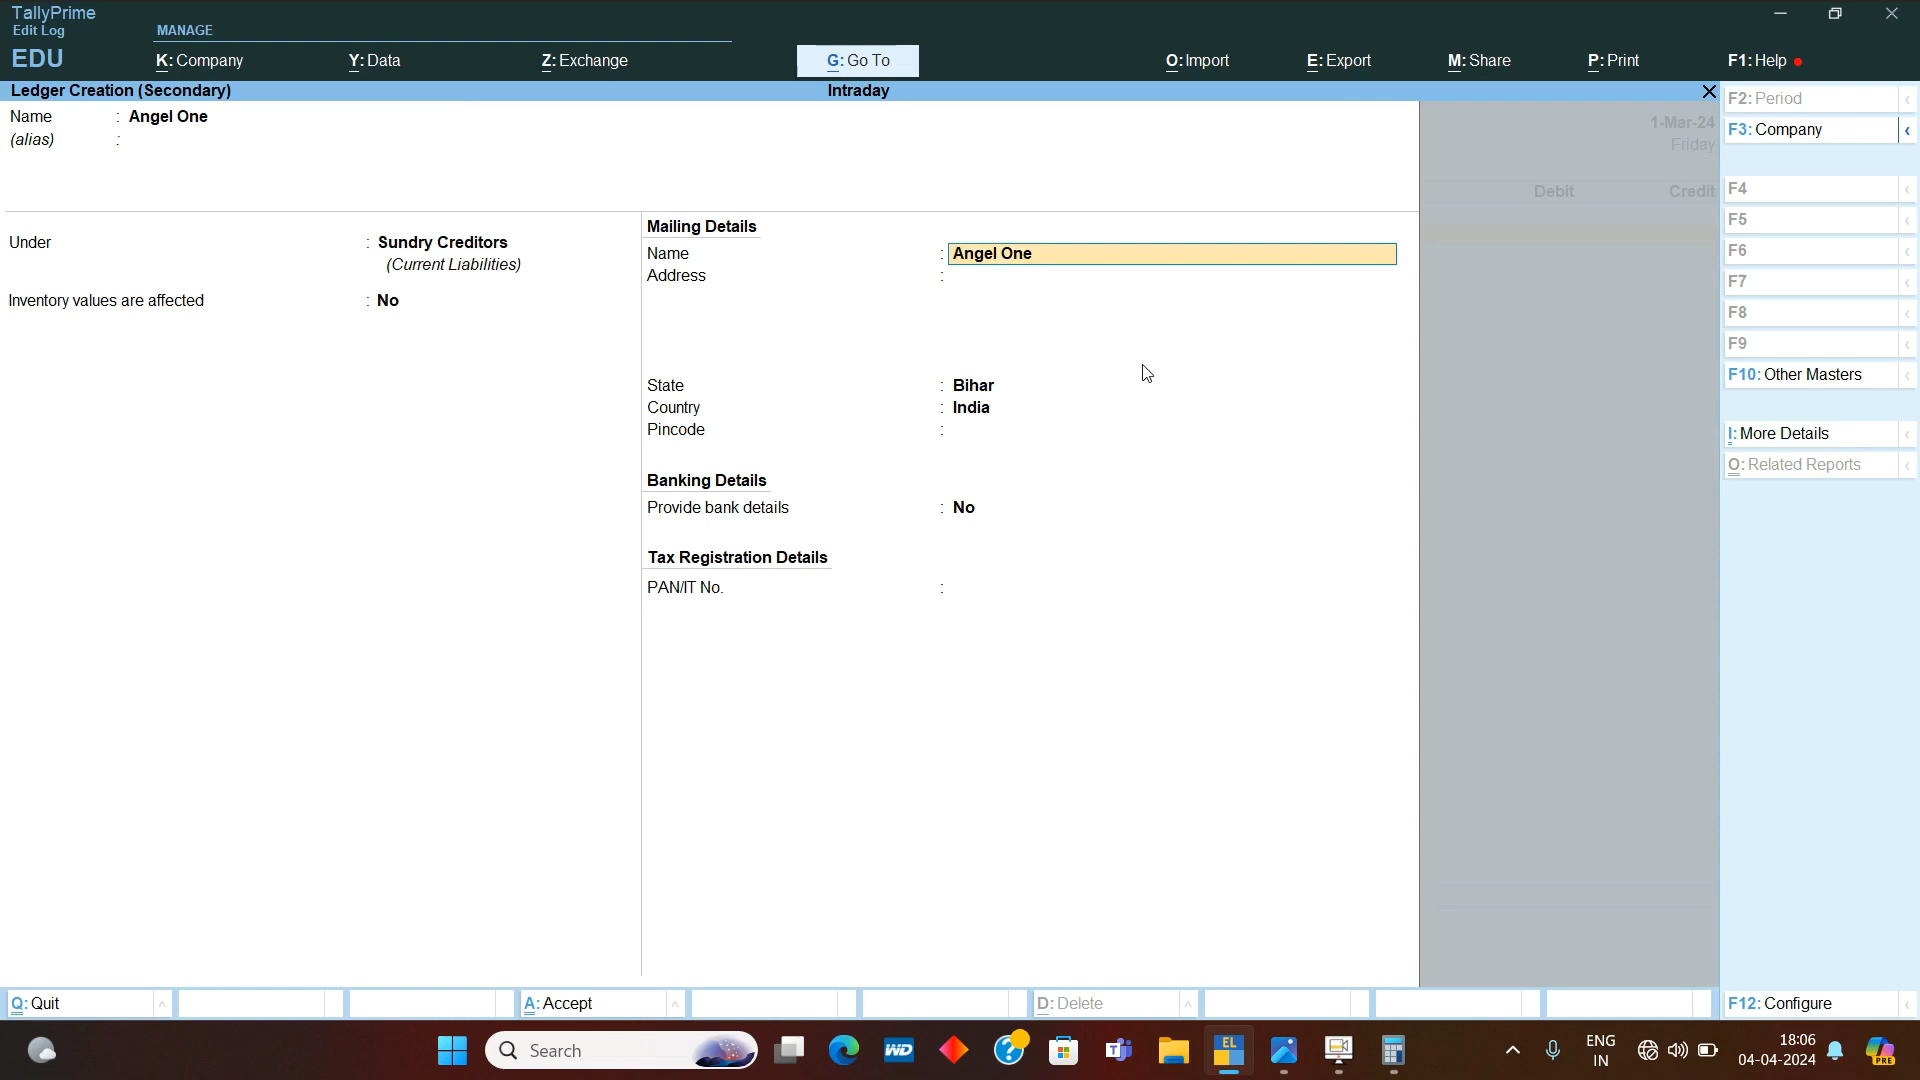 TallyPrime
Edit Log
EDU
MANAGE
K: Company
Y: Data
Z: Exchange
G: Go To
O: Import
E: Export
M: Share
P: Print
F1: Help
Ledger Creation (Secondary)
Intraday
Name : Angel One
(alias) :
Under : Sundry Creditors
(Current Liabilities)
Inventory values are affected : No
Mailing Details
Name : Angel One
Address :
State : Bihar
Country : India
Pincode :
Banking Details
Provide bank details : No
Tax Registration Details
PAN/IT No. :
1-Mar-24
Friday
Debit Credit
F2: Period
F3: Company
F4
F5
F6
F7
F8
F9
F10: Other Masters
I: More Details
O: Related Reports
F12: Configure
Q: Quit
A: Accept
D: Delete
Search
WD
EL
ENG
IN
18:06
04-04-2024
PRE